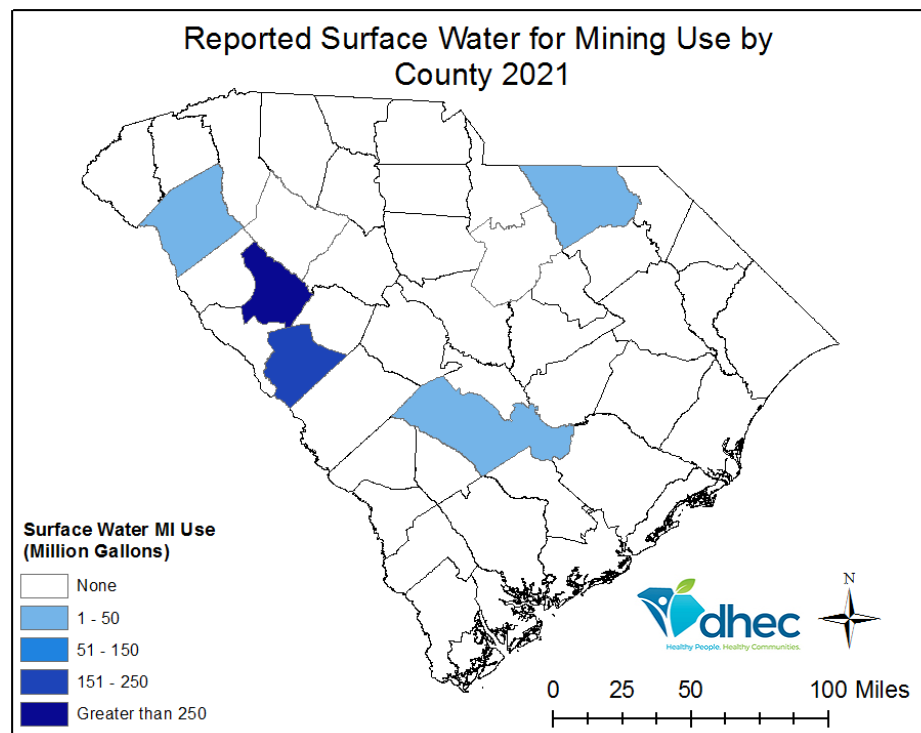 Reported Surface Water for Mining Use by
County 2021
Surface Water MI Use
(Million Gallons)
None
1 - 50
51 - 150
151 - 250
Greater than 250
dhec
Healthy People. Healthy Communities.
N
0 25 50 100 Miles